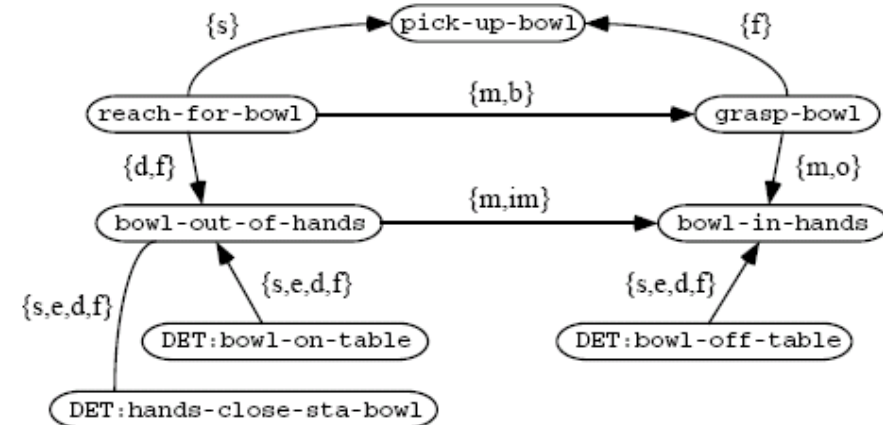 {s}
pick-up-bowl
{f}
reach-for-bowl
{m,b}
grasp-bowl
{d,f}
{m,o}
bowl-out-of-hands
{m,im}
bowl-in-hands
{s,e,d,f}
{s,e,d,f}
{s,e,d,f}
DET:bowl-on-table
DET:bowl-off-table
DET:hands-close-sta-bowl